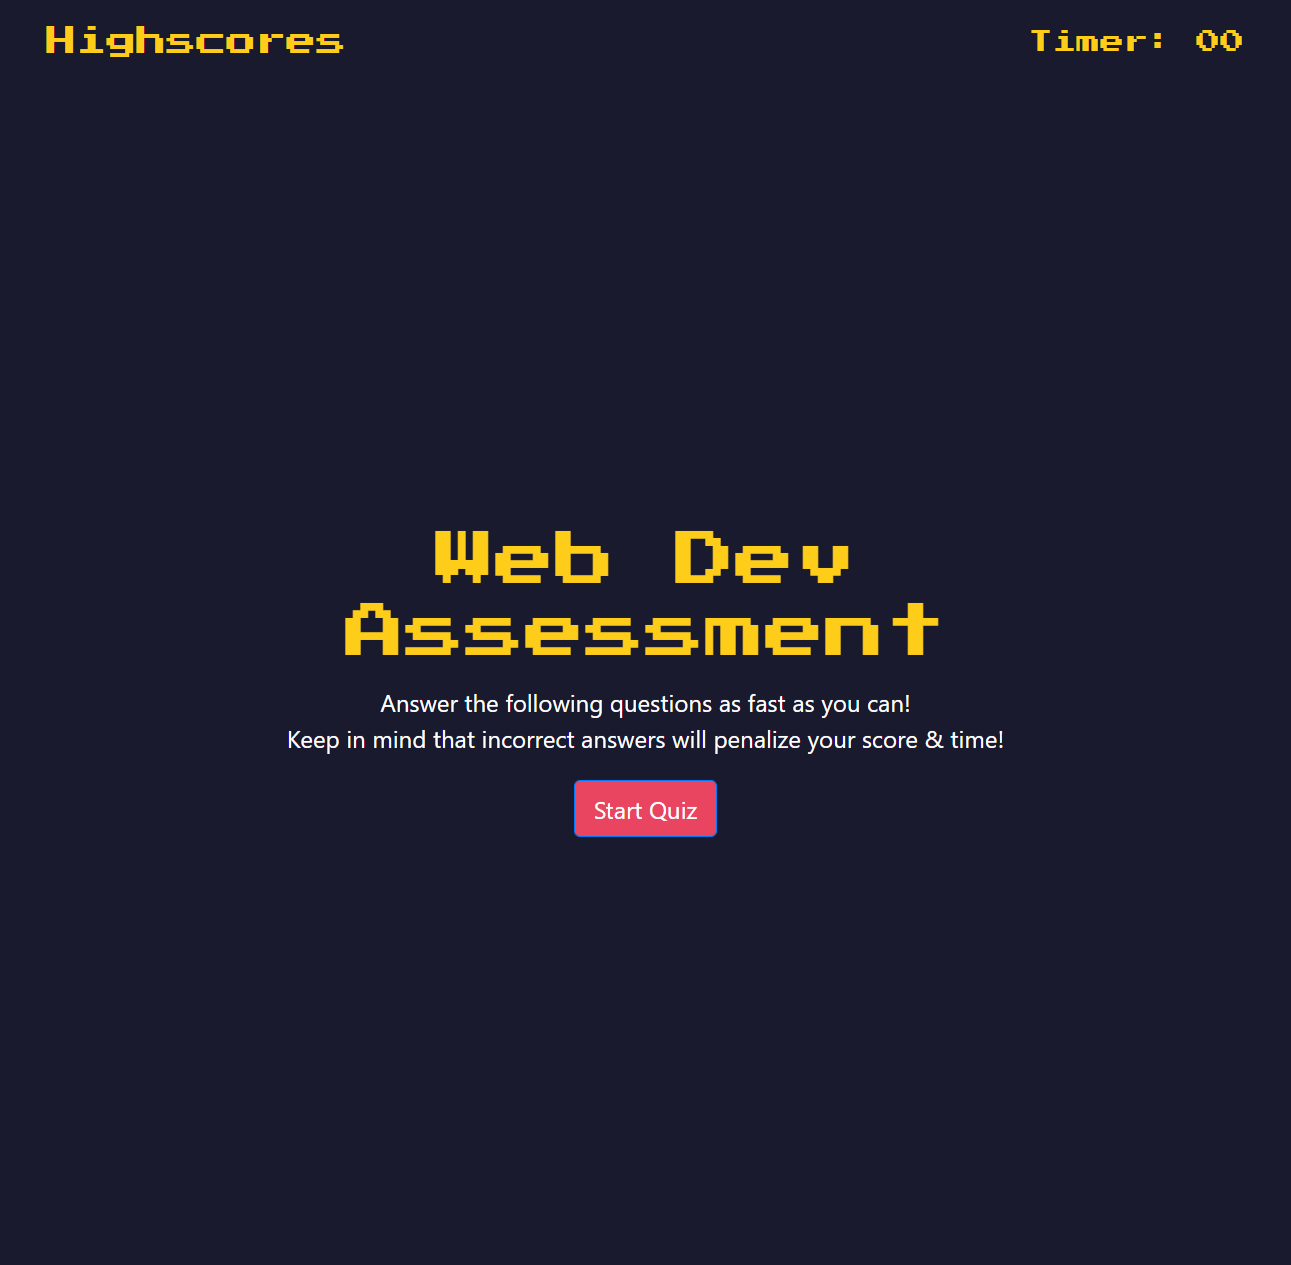 Highscores
Timer: 00
Web Dev
Assessment
Answer the following questions as fast as you can!
Keep in mind that incorrect answers will penalize your score & time!
Start Quiz